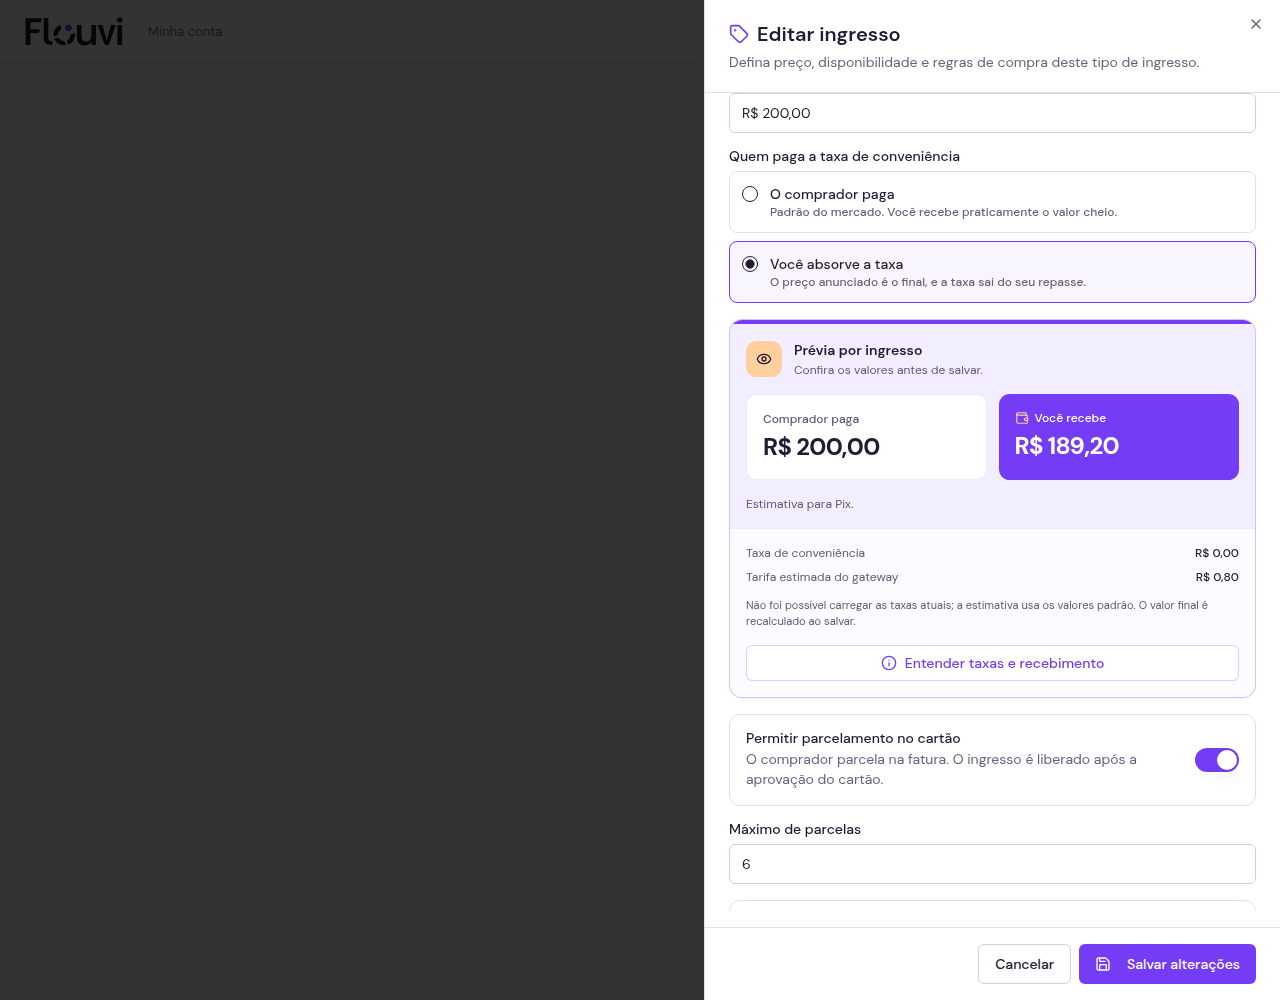 Flouvi
Minha conta
Editar ingresso
Defina preço, disponibilidade e regras de compra deste tipo de ingresso.
R$ 200,00
Quem paga a taxa de conveniência
O comprador paga
Padrão do mercado. Você recebe praticamente o valor cheio.
Você absorve a taxa
O preço anunciado é o final, e a taxa sai do seu repasse.
Prévia por ingresso
Confira os valores antes de salvar.
Comprador paga
R$ 200,00
Você recebe
R$ 189,20
Estimativa para Pix.
Taxa de conveniência R$ 0,00
Tarifa estimada do gateway R$ 0,80
Não foi possível carregar as taxas atuais; a estimativa usa os valores padrão. O valor final é
recalculado ao salvar.
Entender taxas e recebimento
Permitir parcelamento no cartão
O comprador parcela na fatura. O ingresso é liberado após a
aprovação do cartão.
Máximo de parcelas
6
Cancelar
Salvar alterações